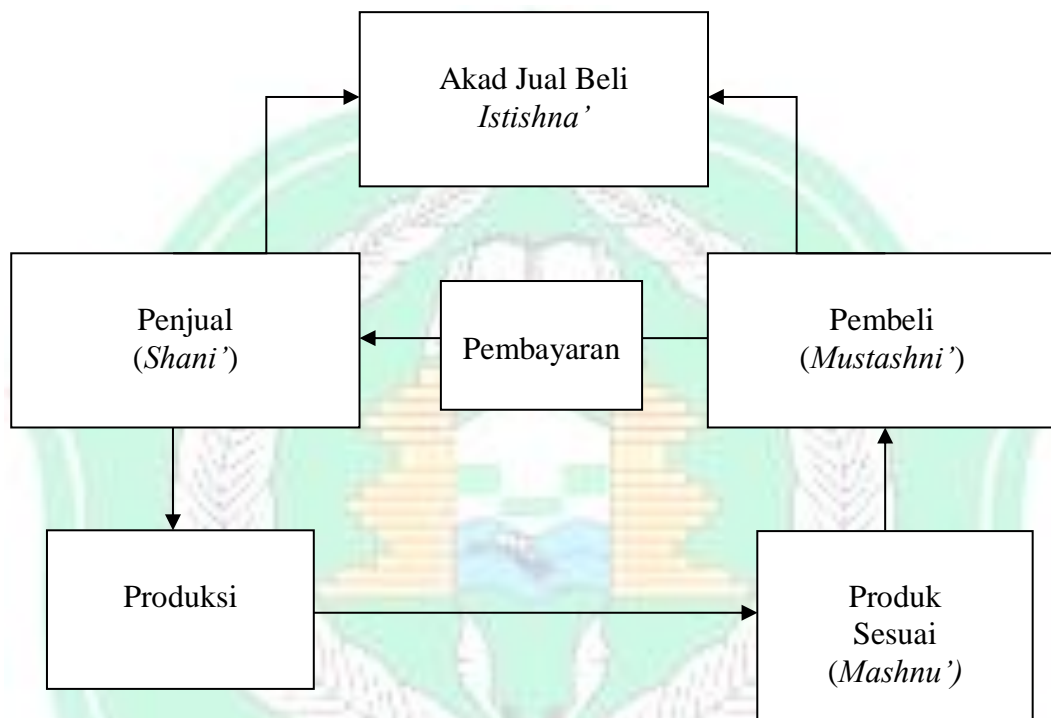 Akad Jual Beli
Istishna’
Penjual
(Shani’)
Pembayaran
Pembeli
(Mustashni’)
Produksi
Produk
Sesuai
(Mashnu’)